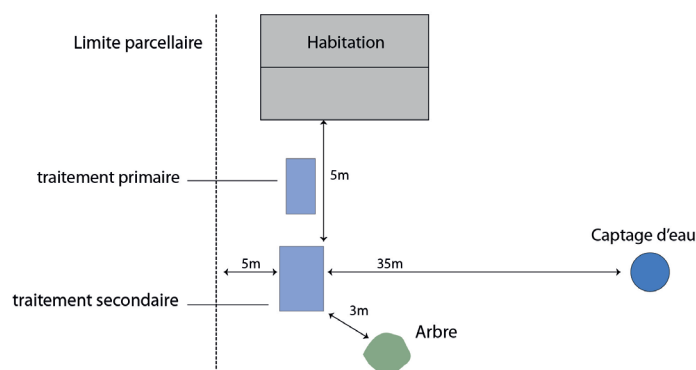 Limite parcellaire
Habitation
traitement primaire
5m
Captage d'eau
5m
35m
traitement secondaire
3m
Arbre